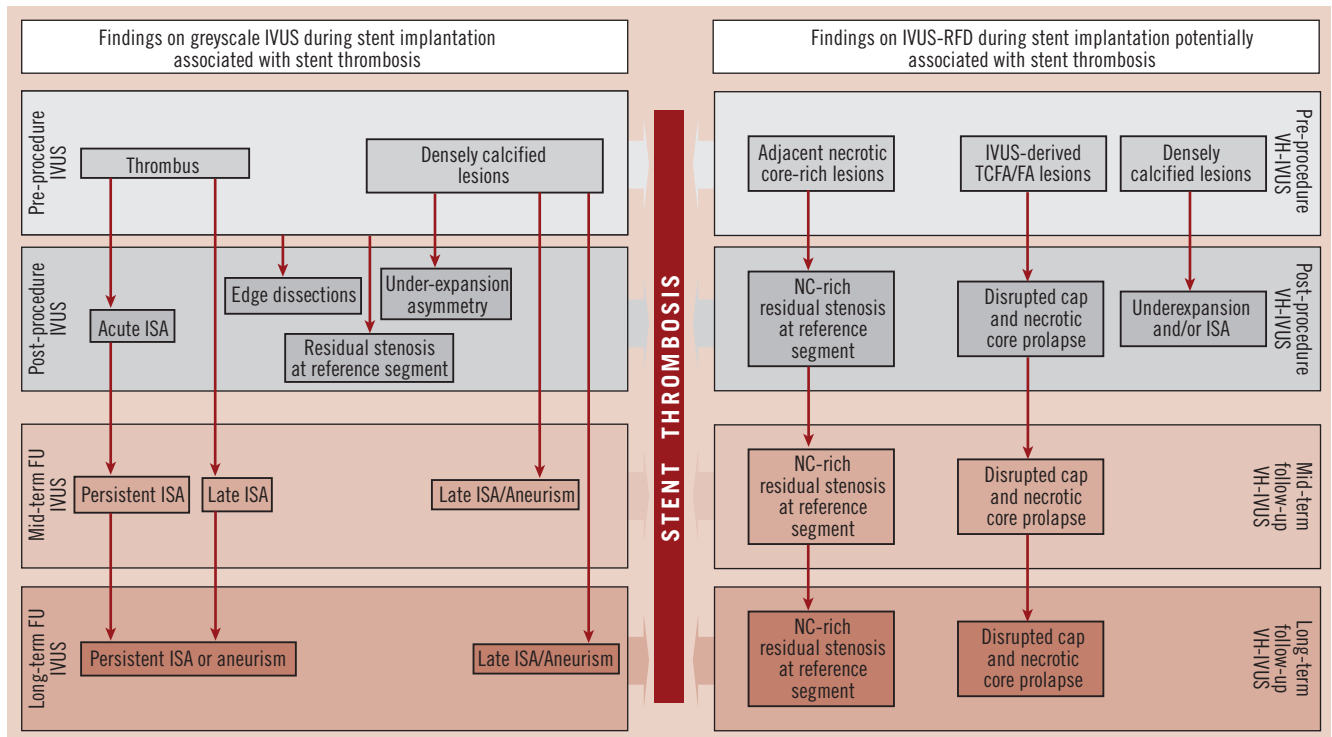 Findings on greyscale IVUS during stent implantation
associated with stent thrombosis
Pre-procedure
IVUS
Thrombus
Densely calcified
lesions
Post-procedure
IVUS
Acute ISA
Edge dissections
Under-expansion
asymmetry
Residual stenosis
at reference segment
Mid-term FU
IVUS
Persistent ISA
Late ISA
Late ISA/Aneurism
Long-term FU
IVUS
Persistent ISA or aneurism
Late ISA/Aneurism
STENT THROMBOSIS
Findings on IVUS-RFD during stent implantation potentially
associated with stent thrombosis
Adjacent necrotic
core-rich lesions
IVUS-derived
TCFA/FA lesions
Densely
calcified lesions
Pre-procedure
VH-IVUS
NC-rich
residual stenosis
at reference
segment
Disrupted cap
and necrotic
core prolapse
Underexpansion
and/or ISA
Post-procedure
VH-IVUS
NC-rich
residual stenosis
at reference
segment
Disrupted cap
and necrotic
core prolapse
Mid-term
follow-up
VH-IVUS
NC-rich
residual stenosis
at reference
segment
Disrupted cap
and necrotic
core prolapse
Long-term
follow-up
VH-IVUS